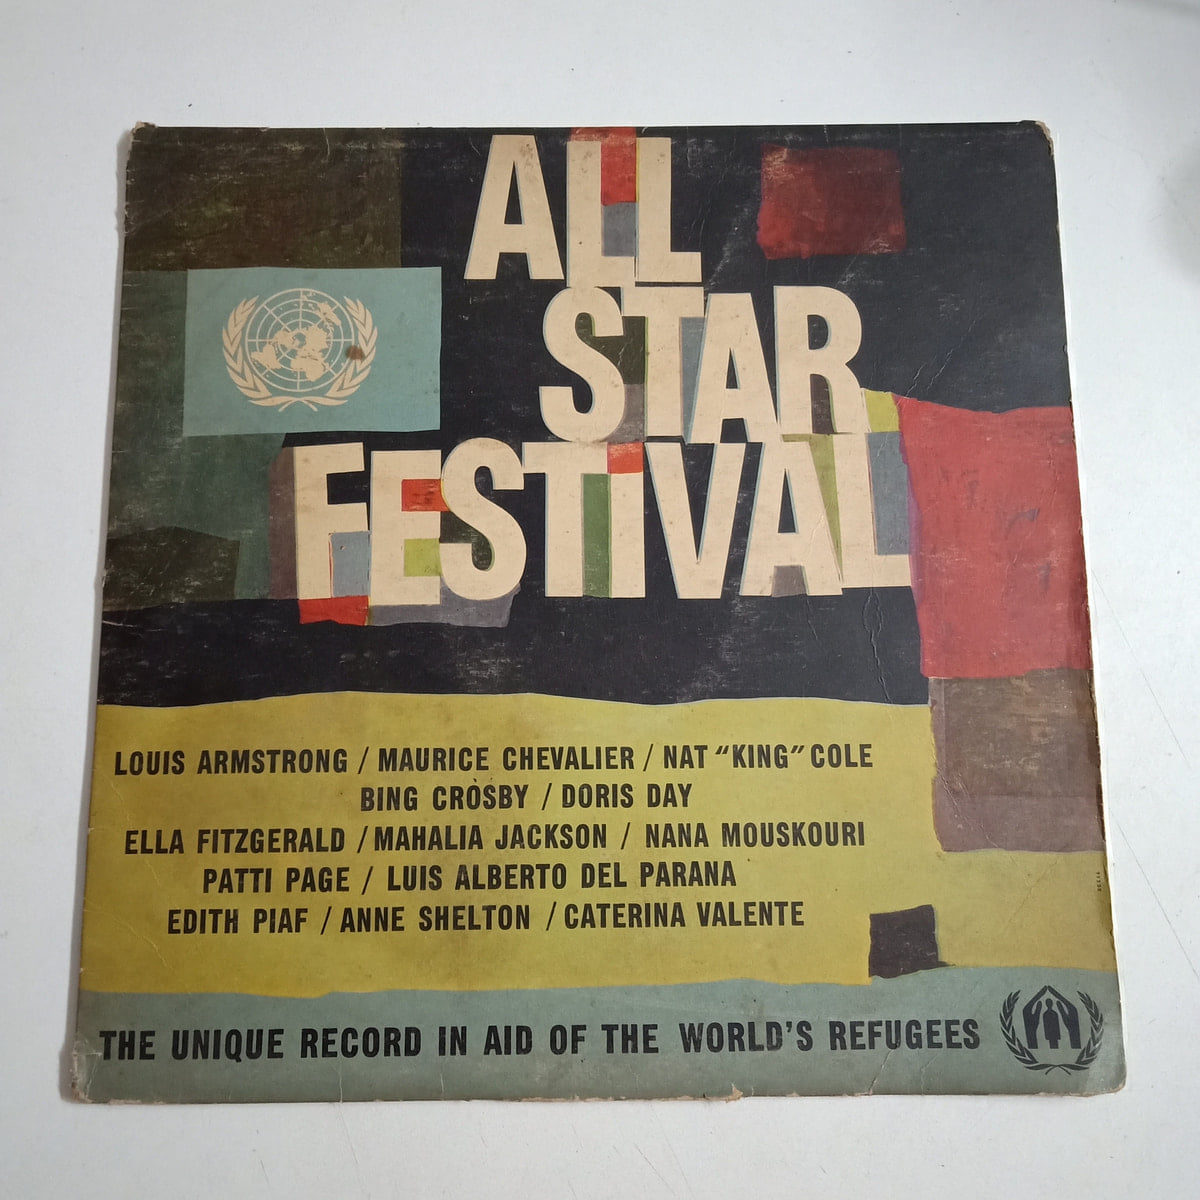 ALL
STAR
FESTiVAL
LOUIS ARMSTRONG / MAURICE CHEVALIER / NAT "KING" COLE
BING CROSBY / DORIS DAY
ELLA FITZGERALD / MAHALIA JACKSON / NANA MOUSKOURI
PATTI PAGE / LUIS ALBERTO DEL PARANA
EDITH PIAF / ANNE SHELTON / CATERINA VALENTE
THE UNIQUE RECORD IN AID OF THE WORLD'S REFUGEES